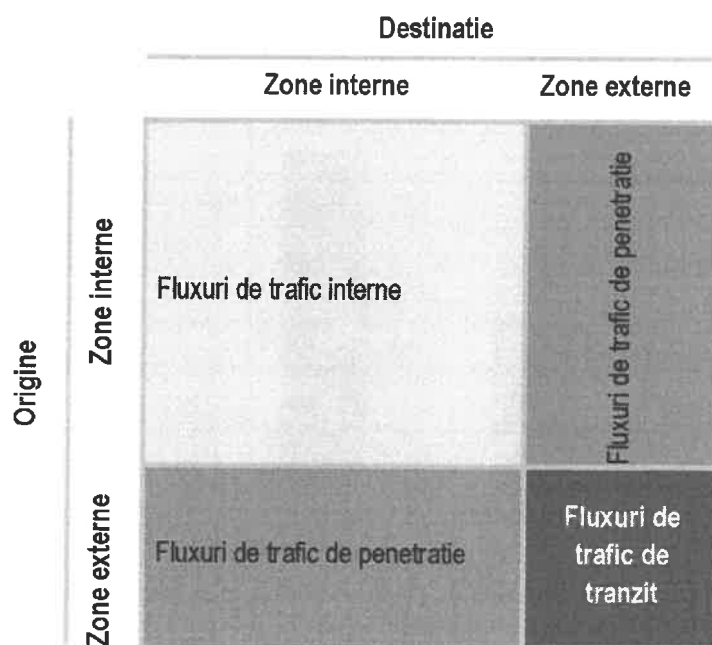 Destinatie
Zone interne
Zone externe
Origine
Zone interne
Fluxuri de trafic interne
Fluxuri de trafic de penetratie
Zone externe
Fluxuri de trafic de penetratie
Fluxuri de
trafic de
tranzit